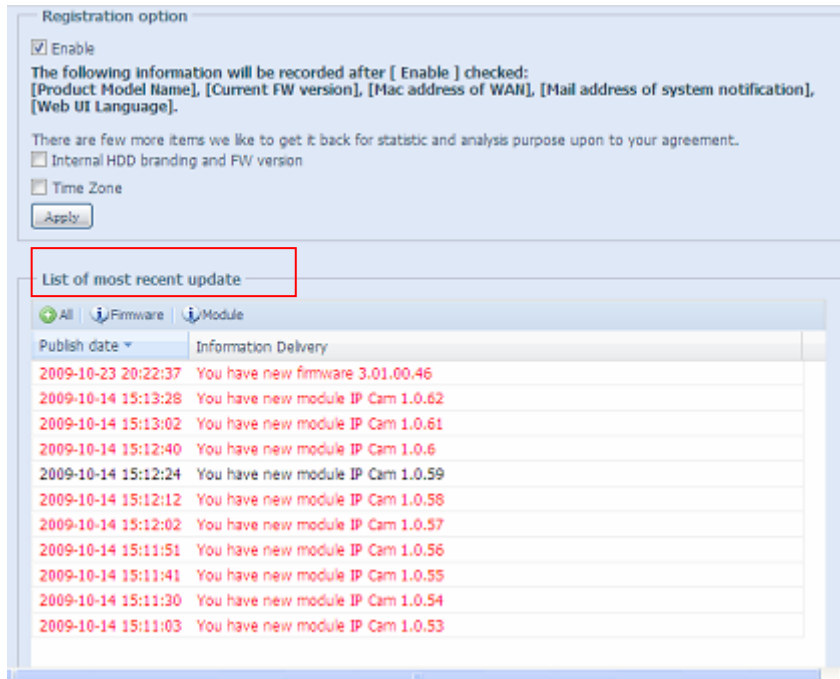 Registration option
Enable
The following information will be recorded after [ Enable ] checked:
[Product Model Name], [Current FW version], [Mac address of WAN], [Mail address of system notification],
[Web UI Language].
There are few more items we like to get it back for statistic and analysis purpose upon to your agreement.
Internal HDD branding and FW version
Time Zone
Apply
List of most recent update
All Firmware Module
Publish date Information Delivery
2009-10-23 20:22:37 You have new firmware 3.01.00.46
2009-10-14 15:13:28 You have new module IP Cam 1.0.62
2009-10-14 15:13:02 You have new module IP Cam 1.0.61
2009-10-14 15:12:40 You have new module IP Cam 1.0.6
2009-10-14 15:12:24 You have new module IP Cam 1.0.59
2009-10-14 15:12:12 You have new module IP Cam 1.0.58
2009-10-14 15:12:02 You have new module IP Cam 1.0.57
2009-10-14 15:11:51 You have new module IP Cam 1.0.56
2009-10-14 15:11:41 You have new module IP Cam 1.0.55
2009-10-14 15:11:30 You have new module IP Cam 1.0.54
2009-10-14 15:11:03 You have new module IP Cam 1.0.53